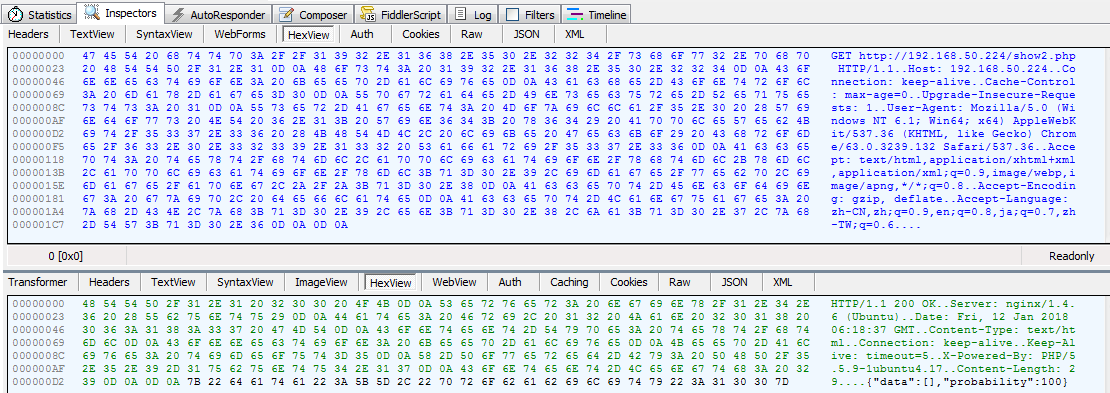 Statistics Inspectors AutoResponder Composer FiddlerScript Log Filters Timeline
Headers TextView SyntaxView WebForms HexView Auth Cookies Raw JSON XML
00000000 47 45 54 20 68 74 74 70 3A 2F 2F 31 39 32 2E 31 36 38 2E 35 30 2E 32 32 34 2F 73 68 6F 77 32 2E 70 68 70 GET http://192.168.50.224/show2.php
00000023 20 48 54 54 50 2F 31 2E 31 0D 0A 48 6F 73 74 3A 20 31 39 32 2E 31 36 38 2E 35 30 2E 32 32 34 0D 0A 43 6F HTTP/1.1..Host: 192.168.50.224..Co
00000046 6E 6E 65 63 74 69 6F 6E 3A 20 6B 65 65 70 2D 61 6C 69 76 65 0D 0A 43 61 63 68 65 2D 43 6F 6E 74 72 6F 6C nnection: keep-alive..Cache-Control
00000069 3A 20 6D 61 78 2D 61 67 65 3D 30 0D 0A 55 70 67 72 61 64 65 2D 49 6E 73 65 63 75 72 65 2D 52 65 71 75 65 : max-age=0..Upgrade-Insecure-Reque
0000008C 73 74 73 3A 20 31 0D 0A 55 73 65 72 2D 41 67 65 6E 74 3A 20 4D 6F 7A 69 6C 6C 61 2F 35 2E 30 20 28 57 69 sts: 1..User-Agent: Mozilla/5.0 (Wi
000000AF 6E 64 6F 77 73 20 4E 54 20 36 2E 31 3B 20 57 69 6E 36 34 3B 20 78 36 34 29 20 41 70 70 6C 65 57 65 62 4B ndows NT 6.1; Win64; x64) AppleWebK
000000D2 69 74 2F 35 33 37 2E 33 36 20 28 4B 48 54 4D 4C 2C 20 6C 69 6B 65 20 47 65 63 6B 6F 29 20 43 68 72 6F 6D it/537.36 (KHTML, like Gecko) Chrom
000000F5 65 2F 36 33 2E 30 2E 33 32 33 39 2E 31 33 32 20 53 61 66 61 72 69 2F 35 33 37 2E 33 36 0D 0A 41 63 63 65 e/63.0.3239.132 Safari/537.36..Acce
00000118 70 74 3A 20 74 65 78 74 2F 68 74 6D 6C 2C 61 70 70 6C 69 63 61 74 69 6F 6E 2F 78 68 74 6D 6C 2B 78 6D 6C pt: text/html,application/xhtml+xml
0000013B 2C 61 70 70 6C 69 63 61 74 69 6F 6E 2F 78 6D 6C 3B 71 3D 30 2E 39 2C 69 6D 61 67 65 2F 77 65 62 70 2C 69 ,application/xml;q=0.9,image/webp,i
0000015E 6D 61 67 65 2F 61 70 6E 67 2C 2A 2F 2A 3B 71 3D 30 2E 38 0D 0A 41 63 63 65 70 74 2D 45 6E 63 6F 64 69 6E mage/apng,*/*;q=0.8..Accept-Encodin
00000181 67 3A 20 67 7A 69 70 2C 20 64 65 66 6C 61 74 65 0D 0A 41 63 63 65 70 74 2D 4C 61 6E 67 75 61 67 65 3A 20 g: gzip, deflate..Accept-Language:
000001A4 7A 68 2D 43 4E 2C 7A 68 3B 71 3D 30 2E 39 2C 65 6E 3B 71 3D 30 2E 38 2C 6A 61 3B 71 3D 30 2E 37 2C 7A 68 zh-CN,zh;q=0.9,en;q=0.8,ja;q=0.7,zh
000001C7 2D 54 57 3B 71 3D 30 2E 36 0D 0A 0D 0A -TW;q=0.6....
0 [0x0] Readonly
Transformer Headers TextView SyntaxView ImageView HexView WebView Auth Caching Cookies Raw JSON XML
00000000 48 54 54 50 2F 31 2E 31 20 32 30 30 20 4F 4B 0D 0A 53 65 72 76 65 72 3A 20 6E 67 69 6E 78 2F 31 2E 34 2E HTTP/1.1 200 OK..Server: nginx/1.4.
00000023 36 20 28 55 62 75 6E 74 75 29 0D 0A 44 61 74 65 3A 20 46 72 69 2C 20 31 32 20 4A 61 6E 20 32 30 31 38 20 6 (Ubuntu)..Date: Fri, 12 Jan 2018
00000046 30 36 3A 31 38 3A 33 37 20 47 4D 54 0D 0A 43 6F 6E 74 65 6E 74 2D 54 79 70 65 3A 20 74 65 78 74 2F 68 74 06:18:37 GMT..Content-Type: text/ht
00000069 6D 6C 0D 0A 43 6F 6E 6E 65 63 74 69 6F 6E 3A 20 6B 65 65 70 2D 61 6C 69 76 65 0D 0A 4B 65 65 70 2D 41 6C ml..Connection: keep-alive..Keep-Al
0000008C 69 76 65 3A 20 74 69 6D 65 6F 75 74 3D 35 0D 0A 58 2D 50 6F 77 65 72 65 64 2D 42 79 3A 20 50 48 50 2F 35 ive: timeout=5..X-Powered-By: PHP/5
000000AF 2E 35 2E 39 2D 31 75 62 75 6E 74 75 34 2E 31 37 0D 0A 43 6F 6E 74 65 6E 74 2D 4C 65 6E 67 74 68 3A 20 32 .5.9-1ubuntu4.17..Content-Length: 2
000000D2 39 0D 0A 0D 0A 7B 22 64 61 74 61 22 3A 5B 5D 2C 22 70 72 6F 62 61 62 69 6C 69 74 79 22 3A 31 30 30 7D 9....{"data":[],"probability":100}